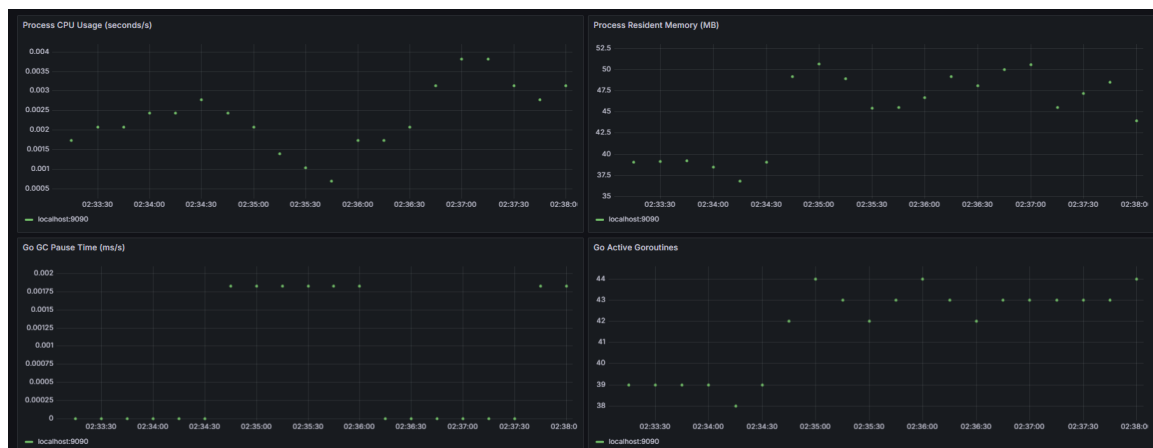 Process CPU Usage (seconds/s)
0.004
0.0035
0.003
0.0025
0.002
0.0015
0.001
0.0005
02:33:30 02:34:00 02:34:30 02:35:00 02:35:30 02:36:00 02:36:30 02:37:00 02:37:30 02:38:0
localhost:9090
Process Resident Memory (MB)
52.5
50
47.5
45
42.5
40
37.5
35
02:33:30 02:34:00 02:34:30 02:35:00 02:35:30 02:36:00 02:36:30 02:37:00 02:37:30 02:38:0
localhost:9090
Go GC Pause Time (ms/s)
0.002
0.00175
0.0015
0.00125
0.001
0.00075
0.0005
0.00025
0
02:33:30 02:34:00 02:34:30 02:35:00 02:35:30 02:36:00 02:36:30 02:37:00 02:37:30 02:38:0
localhost:9090
Go Active Goroutines
44
43
42
41
40
39
38
02:33:30 02:34:00 02:34:30 02:35:00 02:35:30 02:36:00 02:36:30 02:37:00 02:37:30 02:38:0
localhost:9090